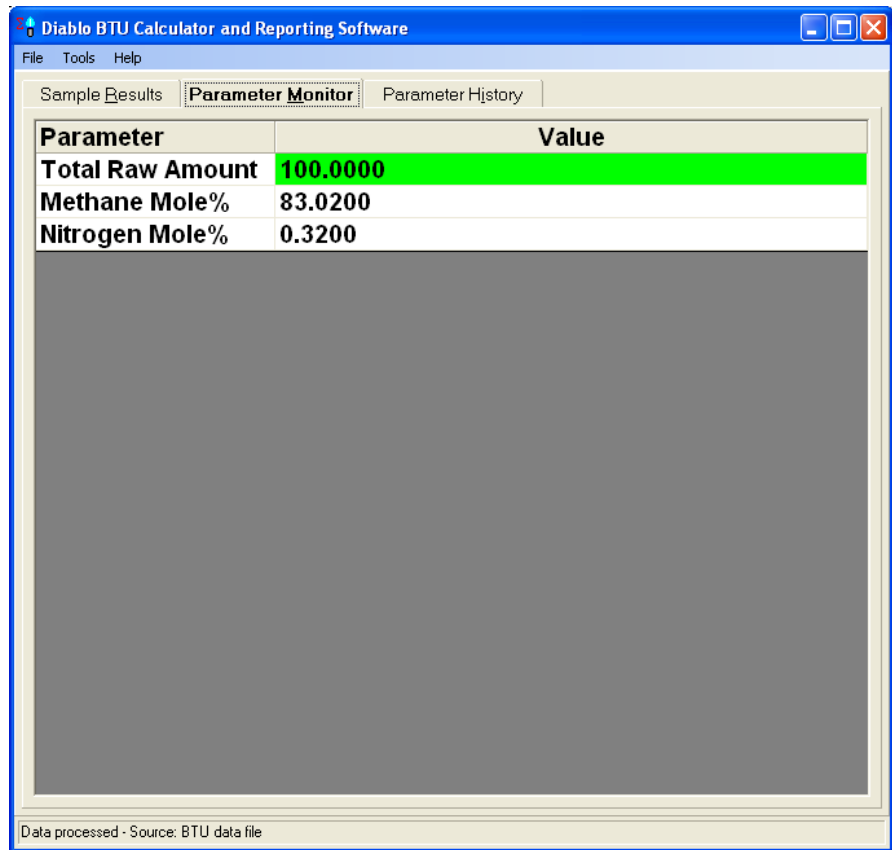 Diablo BTU Calculator and Reporting Software
File Tools Help
Sample Results Parameter Monitor Parameter History
Parameter Value
Total Raw Amount 100.0000
Methane Mole% 83.0200
Nitrogen Mole% 0.3200
Data processed - Source: BTU data file